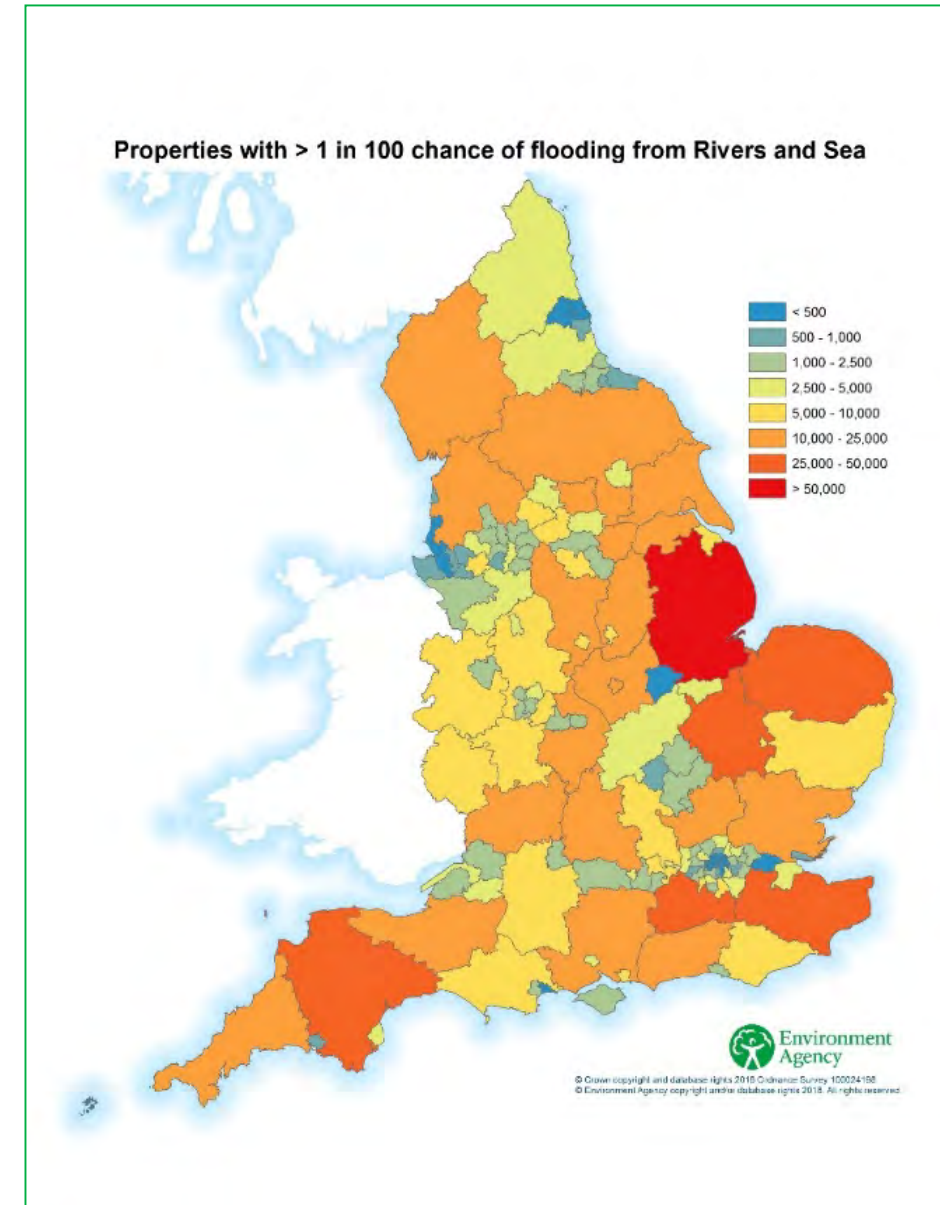 Properties with > 1 in 100 chance of flooding from Rivers and Sea
< 500
500 - 1,000
1,000 - 2,500
2,500 - 5,000
5,000 - 10,000
10,000 - 25,000
25,000 - 50,000
> 50,000
Environment
Agency
© Crown copyright and database rights 2018 Ordnance Survey 100024198
© Environment Agency copyright and/or database rights 2018. All rights reserved.